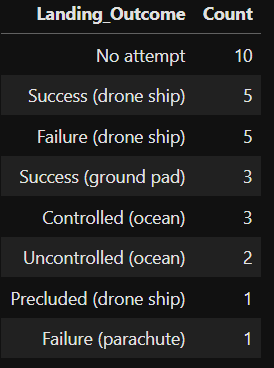 Landing_Outcome Count
No attempt 10
Success (drone ship) 5
Failure (drone ship) 5
Success (ground pad) 3
Controlled (ocean) 3
Uncontrolled (ocean) 2
Precluded (drone ship) 1
Failure (parachute) 1